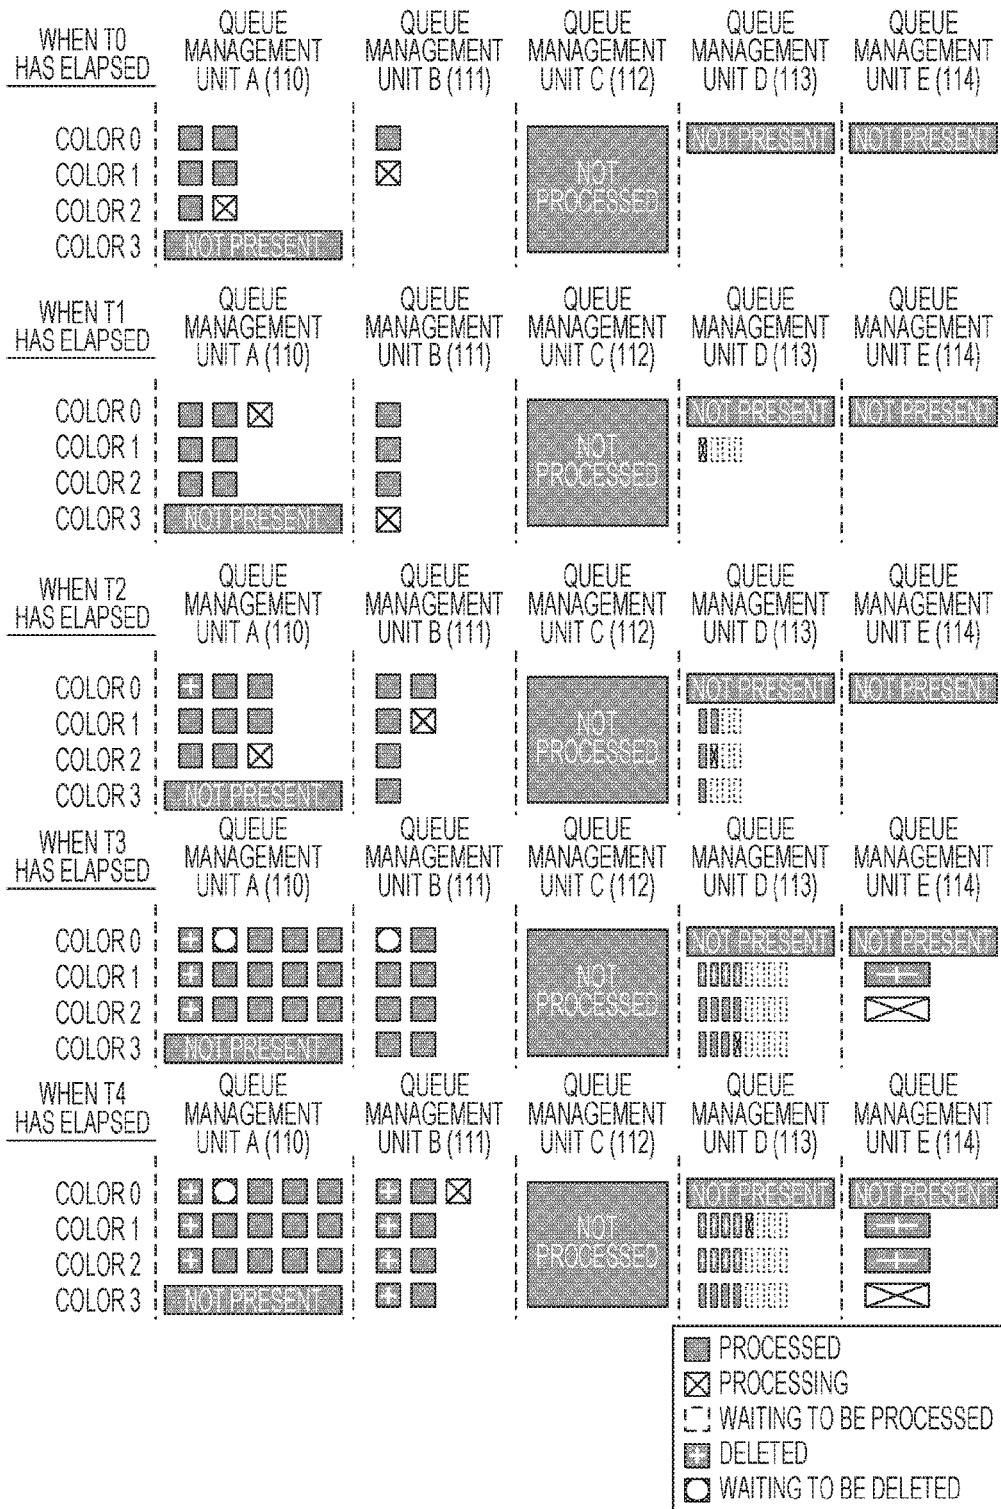 WHEN T0
HAS ELAPSED
QUEUE
MANAGEMENT
UNIT A (110)
QUEUE
MANAGEMENT
UNIT B (111)
QUEUE
MANAGEMENT
UNIT C (112)
QUEUE
MANAGEMENT
UNIT D (113)
QUEUE
MANAGEMENT
UNIT E (114)
COLOR 0
COLOR 1
COLOR 2
COLOR 3
NOT PRESENT
NOT
PROCESSED
NOT PRESENT
NOT PRESENT
WHEN T1
HAS ELAPSED
QUEUE
MANAGEMENT
UNIT A (110)
QUEUE
MANAGEMENT
UNIT B (111)
QUEUE
MANAGEMENT
UNIT C (112)
QUEUE
MANAGEMENT
UNIT D (113)
QUEUE
MANAGEMENT
UNIT E (114)
COLOR 0
COLOR 1
COLOR 2
COLOR 3
NOT PRESENT
NOT
PROCESSED
NOT PRESENT
NOT PRESENT
WHEN T2
HAS ELAPSED
QUEUE
MANAGEMENT
UNIT A (110)
QUEUE
MANAGEMENT
UNIT B (111)
QUEUE
MANAGEMENT
UNIT C (112)
QUEUE
MANAGEMENT
UNIT D (113)
QUEUE
MANAGEMENT
UNIT E (114)
COLOR 0
COLOR 1
COLOR 2
COLOR 3
NOT PRESENT
NOT
PROCESSED
NOT PRESENT
NOT PRESENT
WHEN T3
HAS ELAPSED
QUEUE
MANAGEMENT
UNIT A (110)
QUEUE
MANAGEMENT
UNIT B (111)
QUEUE
MANAGEMENT
UNIT C (112)
QUEUE
MANAGEMENT
UNIT D (113)
QUEUE
MANAGEMENT
UNIT E (114)
COLOR 0
COLOR 1
COLOR 2
COLOR 3
NOT PRESENT
NOT
PROCESSED
NOT PRESENT
NOT PRESENT
WHEN T4
HAS ELAPSED
QUEUE
MANAGEMENT
UNIT A (110)
QUEUE
MANAGEMENT
UNIT B (111)
QUEUE
MANAGEMENT
UNIT C (112)
QUEUE
MANAGEMENT
UNIT D (113)
QUEUE
MANAGEMENT
UNIT E (114)
COLOR 0
COLOR 1
COLOR 2
COLOR 3
NOT PRESENT
NOT
PROCESSED
NOT PRESENT
NOT PRESENT
PROCESSED
PROCESSING
WAITING TO BE PROCESSED
DELETED
WAITING TO BE DELETED